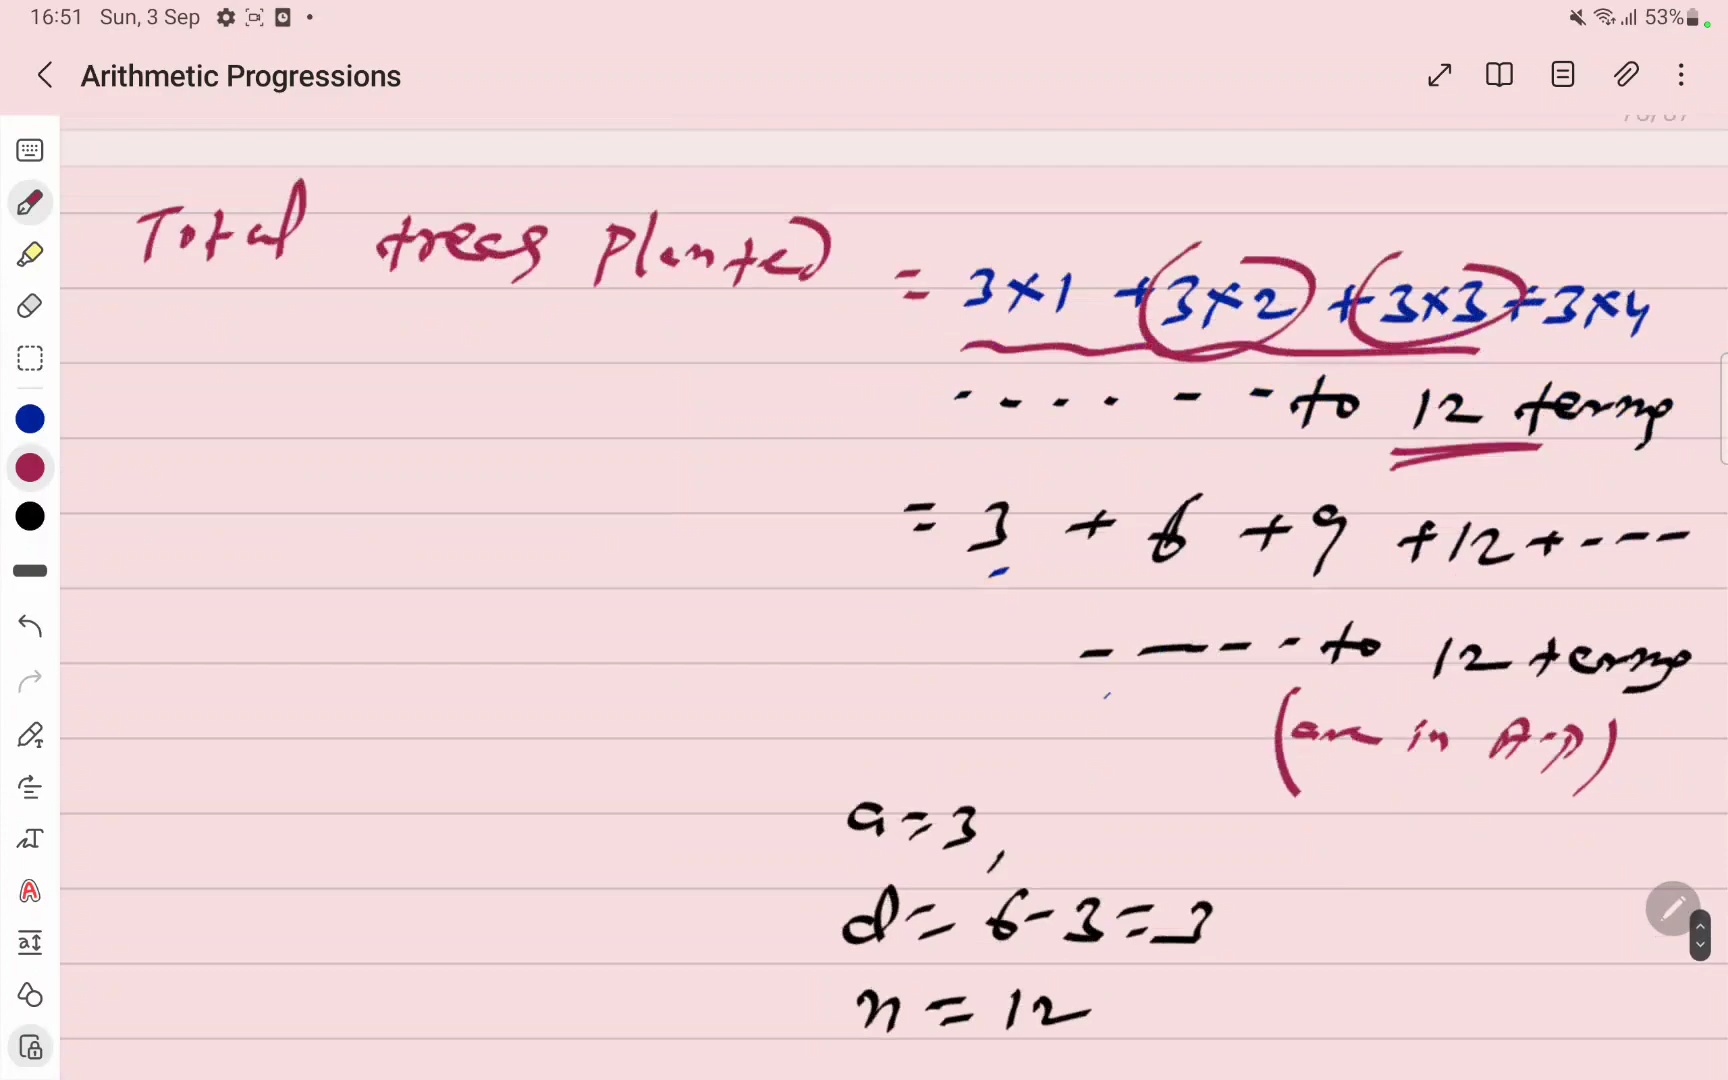 16:51 Sun, 3 Sep 53%
Arithmetic Progressions
Total trees planted = 3×1 + 3×2 + 3×3 + 3×4
..... - - to 12 terms
= 3 + 6 + 9 + 12 + ---
- - - - to 12 terms
(are in A.P)
a = 3,
d = 6 - 3 = 3
n = 12